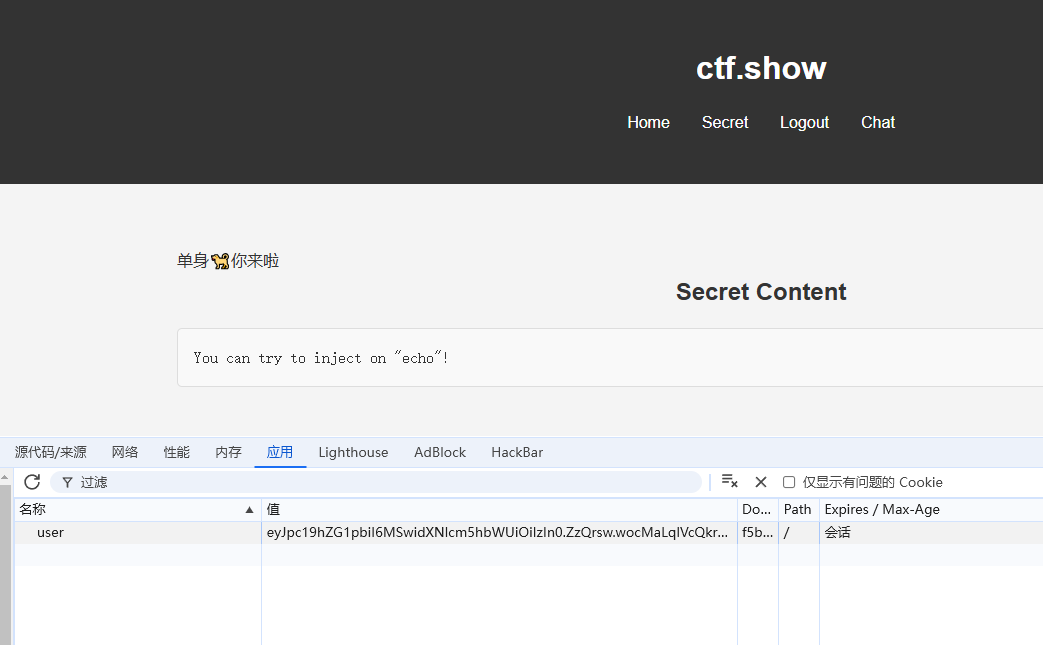 ctf.show
Home Secret Logout Chat
单身🐕你来啦
Secret Content
You can try to inject on "echo"!
源代码/来源 网络 性能 内存 应用 Lighthouse AdBlock HackBar
过滤 仅显示有问题的 Cookie
名称 值 Do... Path Expires / Max-Age
user eyJpc19hZG1pbiI6MSwidXNlcm5hbWUiOiIzIn0.ZzQrsw.wocMaLqlVcQkr... f5b... / 会话